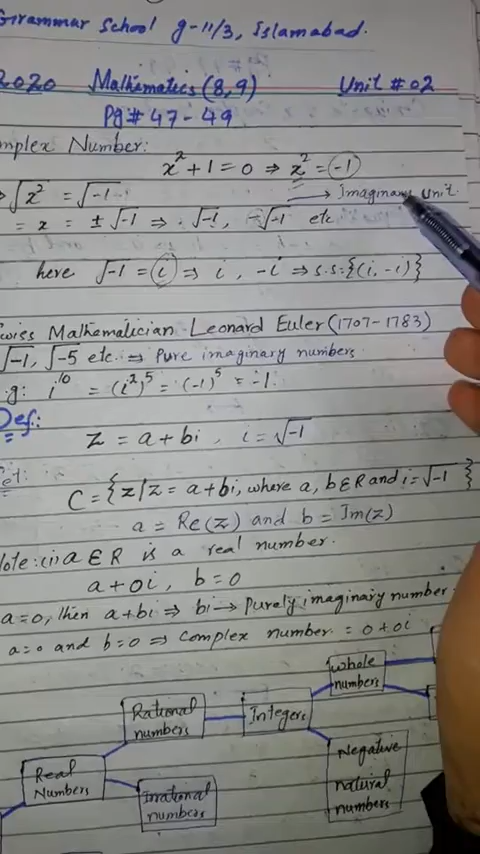 Grammar School G-11/3, Islamabad.
2020 Mathematics (8,9) Unit # 02
Pg # 47-49
mplex Number:
x² + 1 = 0 ⇒ x² = -1
⇒ √x² = √-1 → Imaginary Unit.
= x = ± √-1 ⇒ √-1, -√-1 etc
here √-1 = i ⇒ i, -i ⇒ s.s = {(i, -i)}
wiss Mathematician Leonard Euler (1707-1783)
√-1, √-5 etc. ⇒ Pure imaginary numbers
g: i¹⁰ = (i²)⁵ = (-1)⁵ = -1
Def:
Z = a + bi, i = √-1
et:
C = {z/z = a + bi, where a, b ∈ R and i = √-1}
a = Re(z) and b = Im(z)
Note: (i) a ∈ R is a real number.
a + 0i, b = 0
a = 0, then a + bi ⇒ bi → Purely imaginary number
a = 0 and b = 0 ⇒ Complex number = 0 + 0i
Whole
numbers
Rational
numbers
Integers
Real
Numbers
Irrational
numbers
Negative
natural
numbers